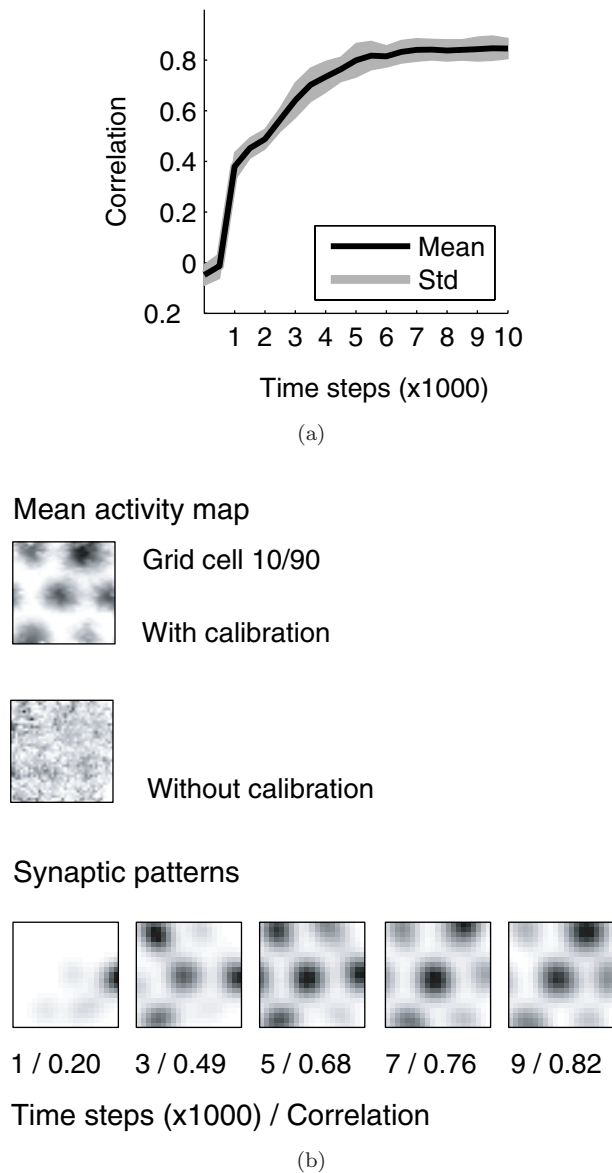 0.8
0.6
0.4
0.2
0
0.2
Correlation
Mean
Std
1 2 3 4 5 6 7 8 9 10
Time steps (x1000)
(a)
Mean activity map
Grid cell 10/90
With calibration
Without calibration
Synaptic patterns
1 / 0.20 3 / 0.49 5 / 0.68 7 / 0.76 9 / 0.82
Time steps (x1000) / Correlation
(b)